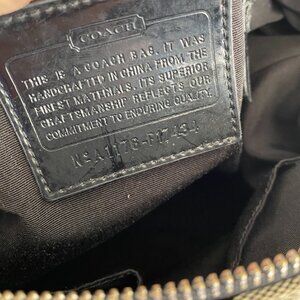 COACH
THIS IS A COACH BAG. IT WAS
HANDCRAFTED IN CHINA FROM THE
FINEST MATERIALS. ITS SUPERIOR
CRAFTSMANSHIP REFLECTS OUR
COMMITMENT TO ENDURING QUALITY.